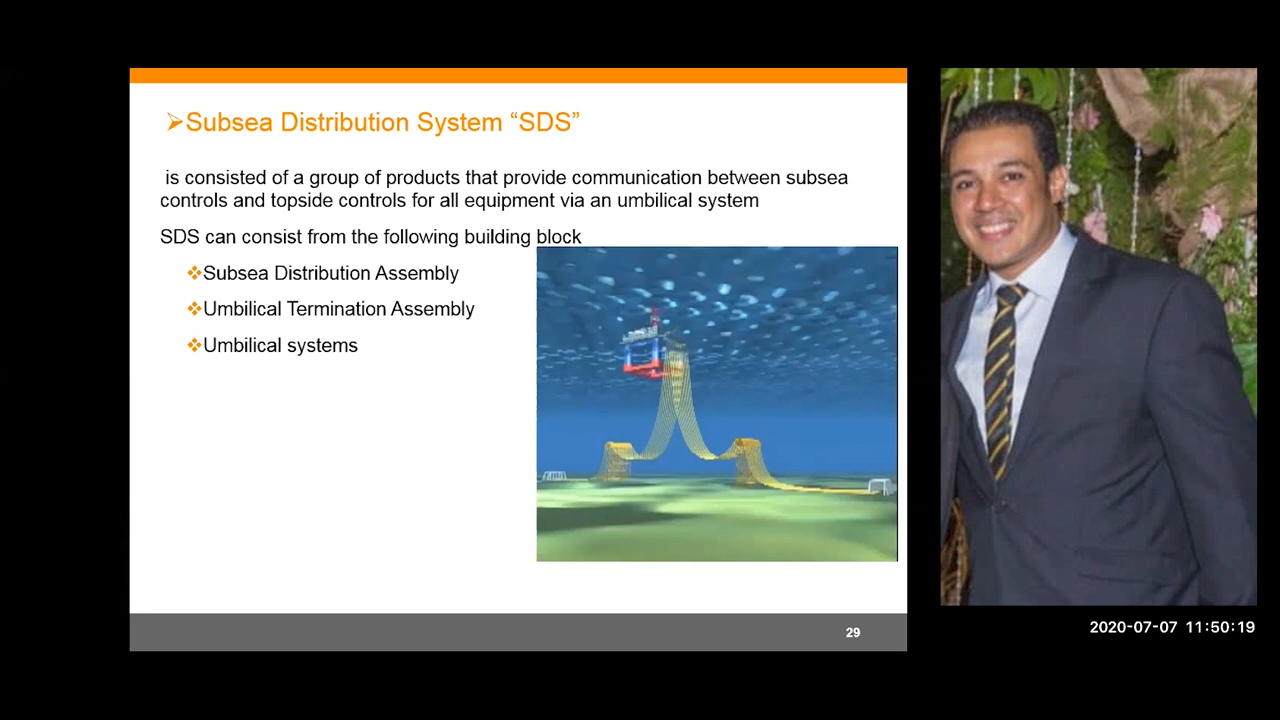 ➢Subsea Distribution System “SDS”
is consisted of a group of products that provide communication between subsea
controls and topside controls for all equipment via an umbilical system
SDS can consist from the following building block
❖Subsea Distribution Assembly
❖Umbilical Termination Assembly
❖Umbilical systems
29
2020-07-07 11:50:19